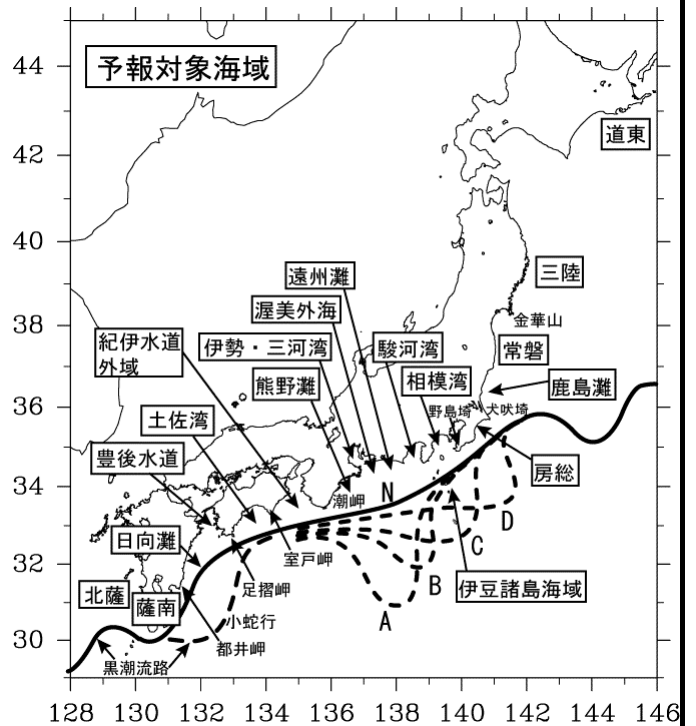 予報対象海域
44
42
40
38
36
34
32
30
128
130
132
134
136
138
140
142
144
146
道東
三陸
金華山
常磐
鹿島灘
遠州灘
渥美外海
伊勢・三河湾
駿河湾
紀伊水道
外域
熊野灘
相模湾
野島埼
犬吠埼
土佐湾
豊後水道
潮岬
N
房総
D
C
B
A
伊豆諸島海域
日向灘
室戸岬
足摺岬
北薩
薩南
小蛇行
都井岬
黒潮流路